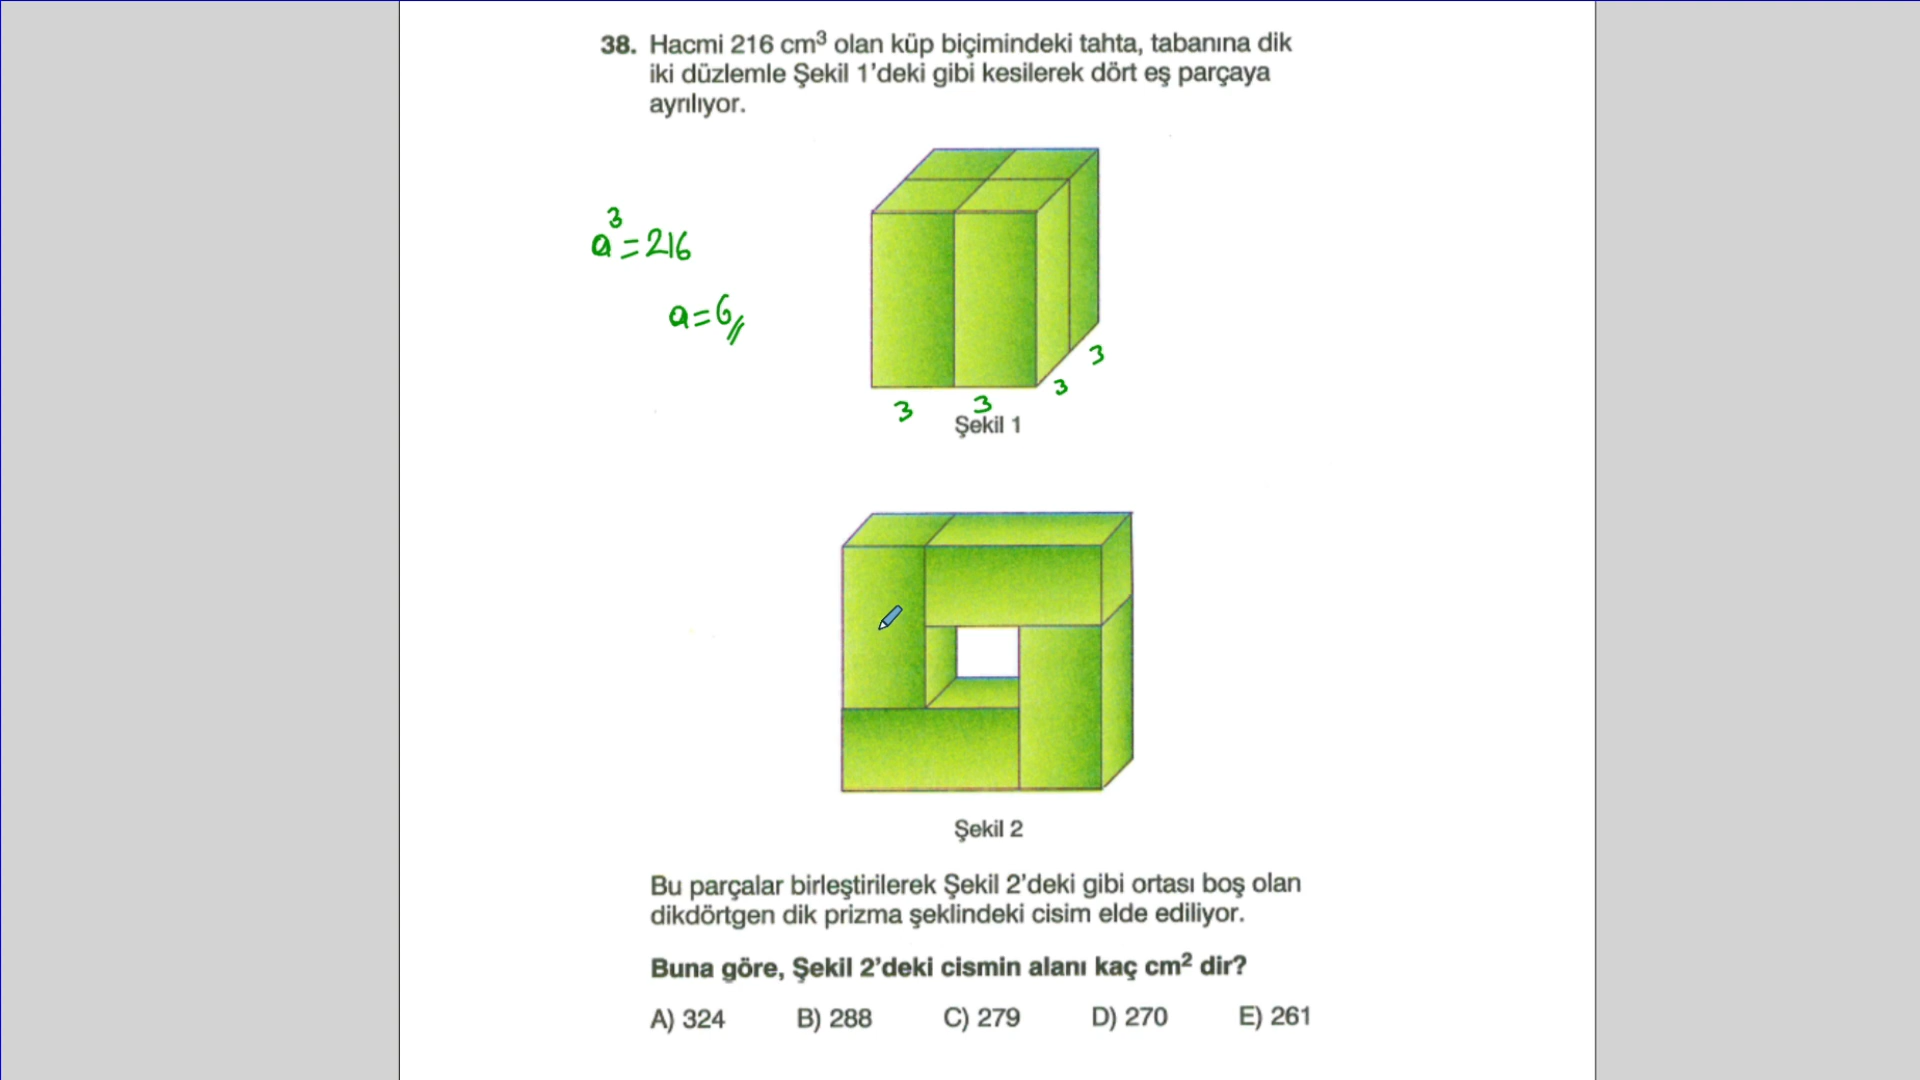 38. Hacmi 216 cm³ olan küp biçimindeki tahta, tabanına dik
iki düzlemle Şekil 1'deki gibi kesilerek dört eş parçaya
ayrılıyor.
a³ = 216
a = 6
3
3
3
3
Şekil 1
Şekil 2
Bu parçalar birleştirilerek Şekil 2'deki gibi ortası boş olan
dikdörtgen dik prizma şeklindeki cisim elde ediliyor.
Buna göre, Şekil 2'deki cismin alanı kaç cm² dir?
A) 324 B) 288 C) 279 D) 270 E) 261